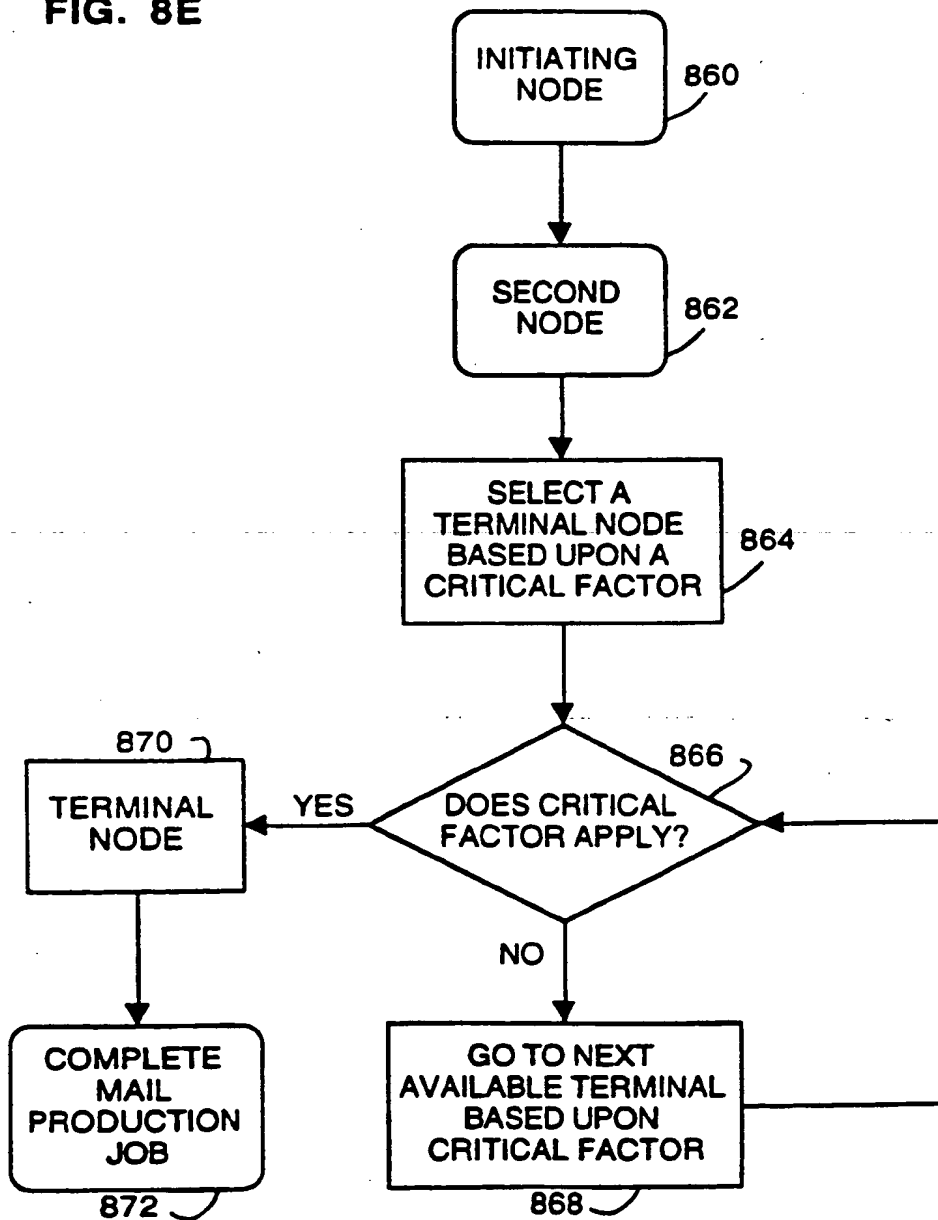 FIG. 8E
INITIATING
NODE
860
SECOND
NODE
862
SELECT A
TERMINAL NODE
BASED UPON A
CRITICAL FACTOR
864
866
DOES CRITICAL
FACTOR APPLY?
YES
870
TERMINAL
NODE
NO
COMPLETE
MAIL
PRODUCTION
JOB
872
GO TO NEXT
AVAILABLE TERMINAL
BASED UPON
CRITICAL FACTOR
868